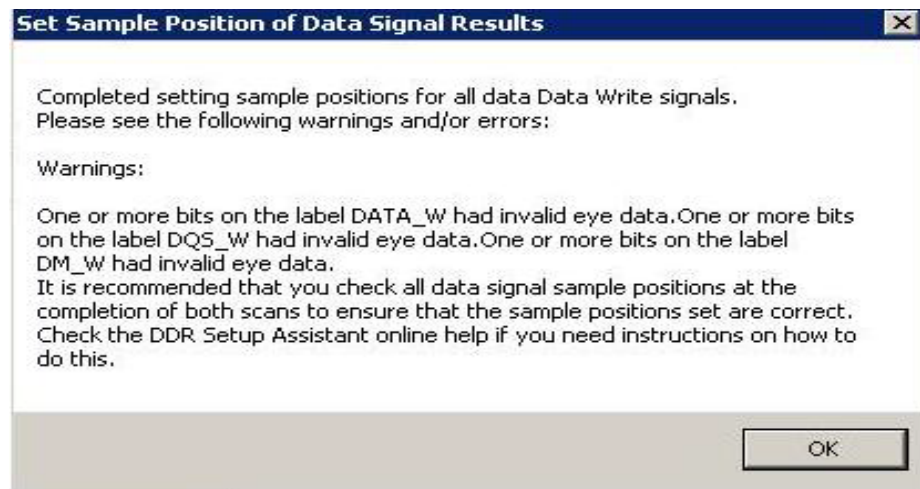 Set Sample Position of Data Signal Results
Completed setting sample positions for all data Data Write signals.
Please see the following warnings and/or errors:
Warnings:
One or more bits on the label DATA_W had invalid eye data.One or more bits
on the label DQS_W had invalid eye data.One or more bits on the label
DM_W had invalid eye data.
It is recommended that you check all data signal sample positions at the
completion of both scans to ensure that the sample positions set are correct.
Check the DDR Setup Assistant online help if you need instructions on how to
do this.
OK